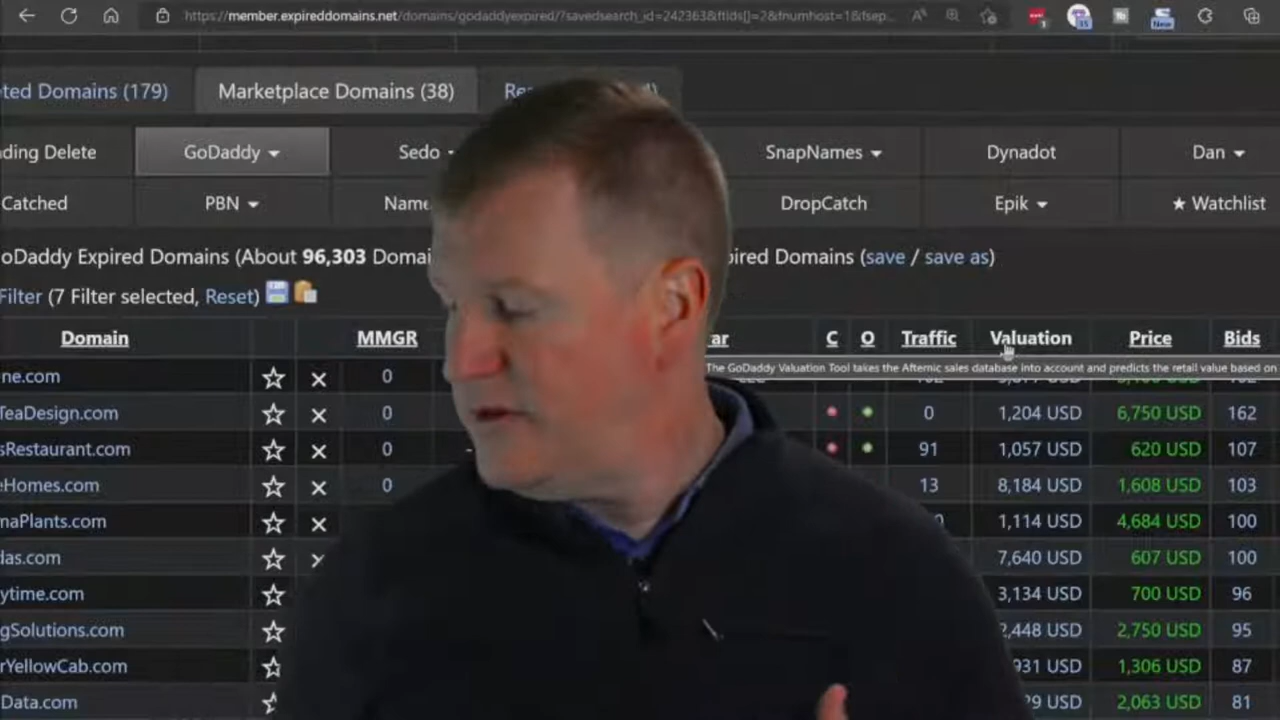 https://member.expireddomains.net/domains/godaddyexpired/?savedsearch_id=242363&ftlds[]=2&fnumhost=1&fsep...
New
ted Domains (179) Marketplace Domains (38)
ding Delete GoDaddy Sedo SnapNames Dynadot Dan
Catched PBN Name DropCatch Epik ★ Watchlist
oDaddy Expired Domains (About 96,303 Domai ired Domains (save / save as)
Filter (7 Filter selected, Reset)
Domain MMGR ar C O Traffic Valuation Price Bids
The GoDaddy Valuation Tool takes the Afternic sales database into account and predicts the retail value based on
ne.com 0
TeaDesign.com 0 0 1,204 USD 6,750 USD 162
sRestaurant.com 0 91 1,057 USD 620 USD 107
eHomes.com 0 13 8,184 USD 1,608 USD 103
maPlants.com 1,114 USD 4,684 USD 100
das.com 7,640 USD 607 USD 100
ytime.com 3,134 USD 700 USD 96
gSolutions.com 2,448 USD 2,750 USD 95
rYellowCab.com 931 USD 1,306 USD 87
Data.com 29 USD 2,063 USD 81